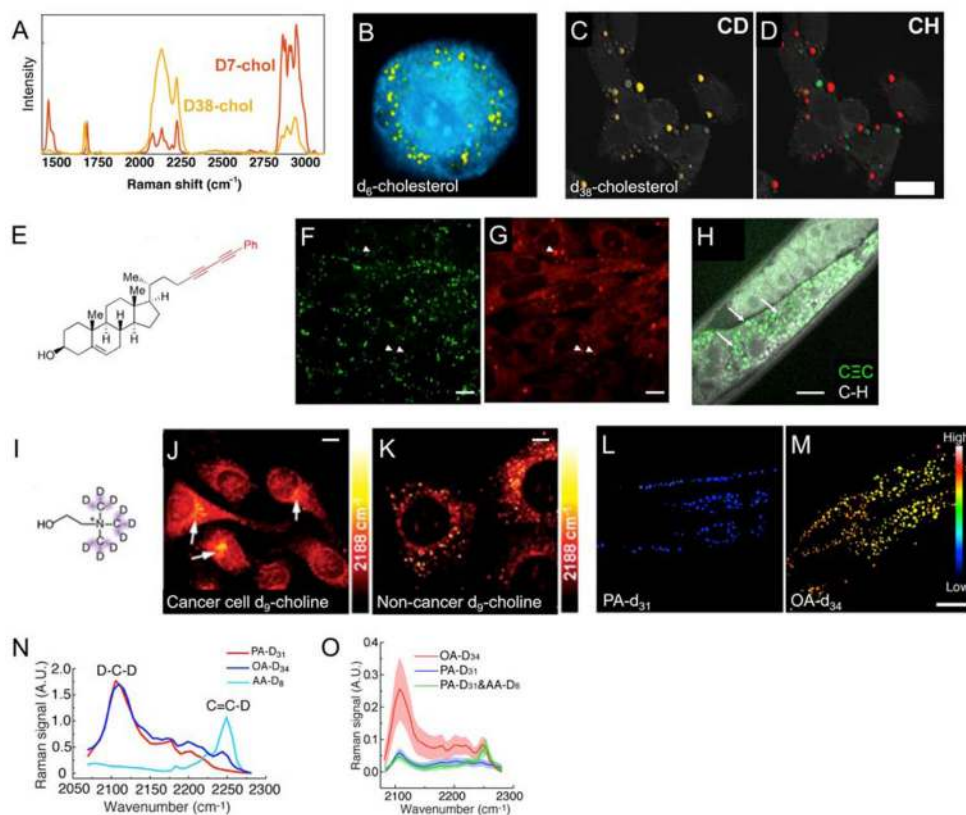 A
Intensity
D7-chol
D38-chol
1500 1750 2000 2250 2500 2750 3000
Raman shift (cm⁻¹)
B
d₆-cholesterol
C
CD
d₃₈-cholesterol
D
CH
E
Ph
Me
Me
H
H
H
HO
F
G
H
C≡C
C-H
I
D
D
D
C
HO
N
+
C
D
D
D
C
D
D
D
J
2188 cm⁻¹
Cancer cell d₉-choline
K
2188 cm⁻¹
Non-cancer d₉-choline
L
PA-d₃₁
M
OA-d₃₄
High
Low
N
Raman signal (A.U.)
2.0
1.5
1.0
0.5
0
D-C-D
PA-D₃₁
OA-D₃₄
AA-D₈
C=C-D
2050 2100 2150 2200 2250 2300
Wavenumber (cm⁻¹)
O
Raman signal (A.U.)
0.4
0.3
0.2
0.1
0.0
OA-D₃₄
PA-D₃₁
PA-D₃₁&AA-D₈
2100 2200 2300
Wavenumber (cm⁻¹)